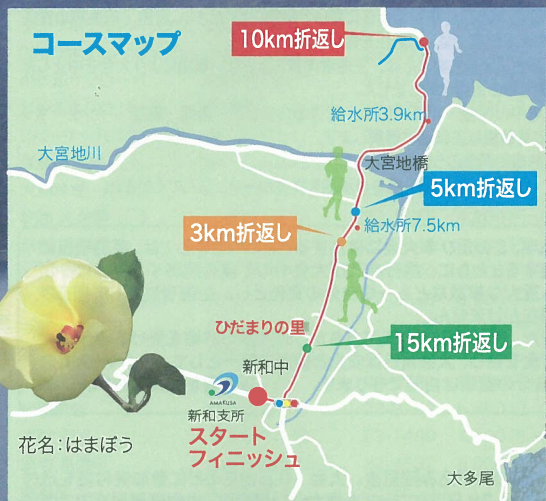 コースマップ
10km折返し
給水所3.9km
大宮地川
大宮地橋
5km折返し
給水所7.5km
3km折返し
ひだまりの里
15km折返し
新和中
AMAKUSA
新和支所
スタート
フィニッシュ
花名:はまぼう
大多尾